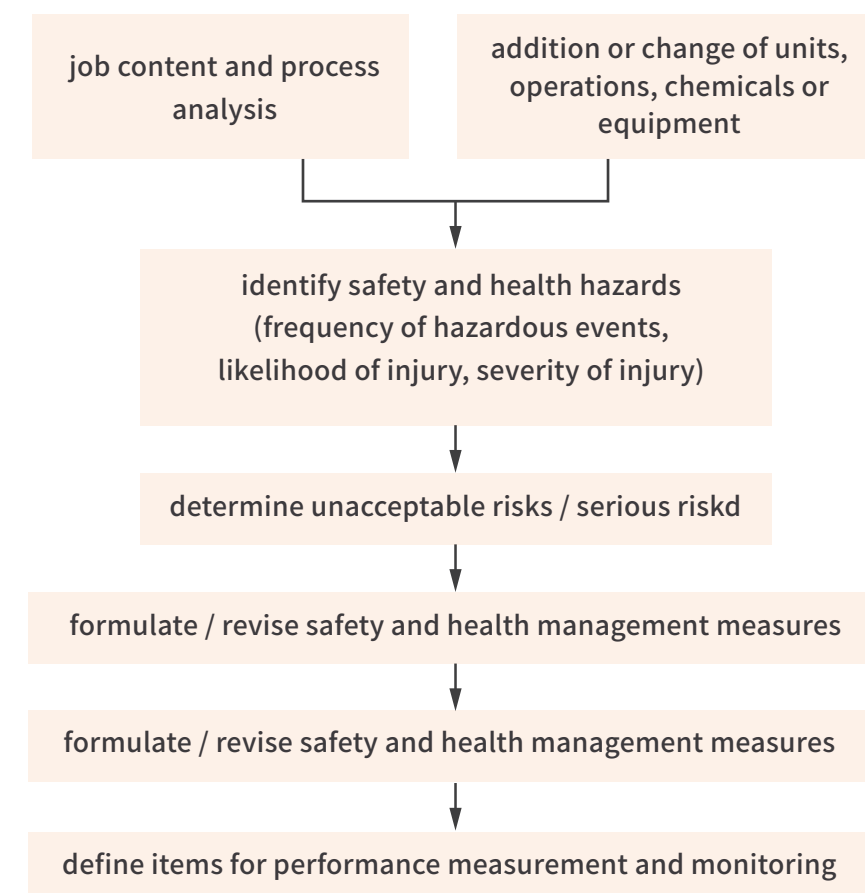 job content and process
analysis
addition or change of units,
operations, chemicals or
equipment
identify safety and health hazards
(frequency of hazardous events,
likelihood of injury, severity of injury)
determine unacceptable risks / serious riskd
formulate / revise safety and health management measures
formulate / revise safety and health management measures
define items for performance measurement and monitoring